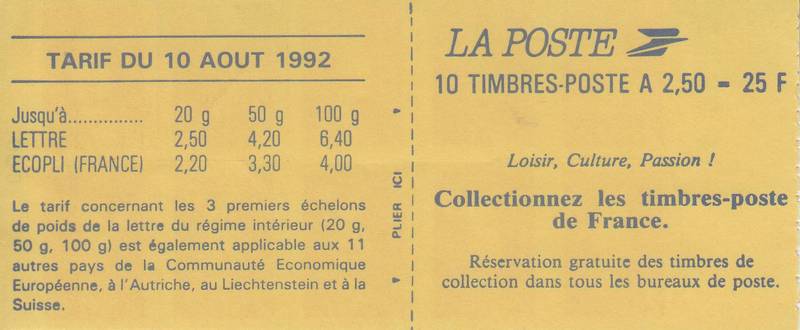 TARIF DU 10 AOUT 1992
Jusqu'à............... 20 g 50 g 100 g
LETTRE 2,50 4,20 6,40
ECOPLI (FRANCE) 2,20 3,30 4,00
Le tarif concernant les 3 premiers échelons
de poids de la lettre du régime intérieur (20 g,
50 g, 100 g) est également applicable aux 11
autres pays de la Communauté Economique
Européenne, à l'Autriche, au Liechtenstein et à la
Suisse.
PLIER ICI
LA POSTE
10 TIMBRES-POSTE A 2,50 = 25 F
Loisir, Culture, Passion !
Collectionnez les timbres-poste
de France.
Réservation gratuite des timbres de
collection dans tous les bureaux de poste.